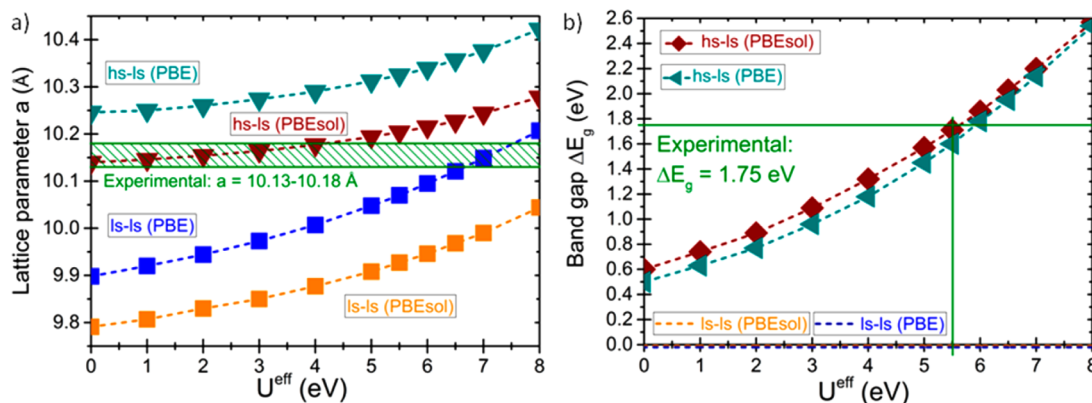 a)
Lattice parameter a (Å)
10.4
10.3
10.2
10.1
10.0
9.9
9.8
hs-ls (PBE)
hs-ls (PBEsol)
Experimental: a = 10.13-10.18 Å
ls-ls (PBE)
ls-ls (PBEsol)
0 1 2 3 4 5 6 7 8
U^eff (eV)
b)
Band gap ΔE_g (eV)
2.6
2.4
2.2
2.0
1.8
1.6
1.4
1.2
1.0
0.8
0.6
0.4
0.2
0.0
hs-ls (PBEsol)
hs-ls (PBE)
Experimental:
ΔE_g = 1.75 eV
ls-ls (PBEsol) ls-ls (PBE)
0 1 2 3 4 5 6 7 8
U^eff (eV)